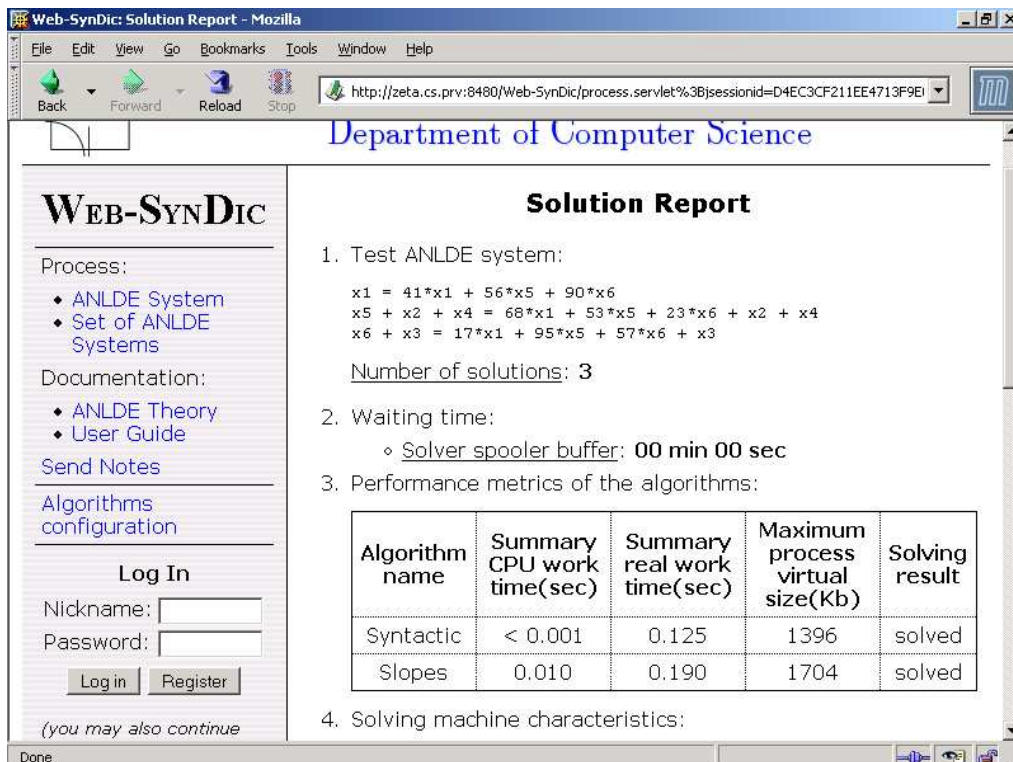 Web-SynDic: Solution Report - Mozilla
File Edit View Go Bookmarks Tools Window Help
Back Forward Reload Stop http://zeta.cs.prv:8480/Web-SynDic/process.servlet%3Bjsessionid=D4EC3CF211EE4713F9E
Department of Computer Science
WEB-SYNDIC
Process:
ANLDE System
Set of ANLDE
Systems
Documentation:
ANLDE Theory
User Guide
Send Notes
Algorithms
configuration
Log In
Nickname:
Password:
Log in Register
(you may also continue
Solution Report
1. Test ANLDE system:
x1 = 41*x1 + 56*x5 + 90*x6
x5 + x2 + x4 = 68*x1 + 53*x5 + 23*x6 + x2 + x4
x6 + x3 = 17*x1 + 95*x5 + 57*x6 + x3
Number of solutions: 3
2. Waiting time:
Solver spooler buffer: 00 min 00 sec
3. Performance metrics of the algorithms:
Algorithm name Summary CPU work time(sec) Summary real work time(sec) Maximum process virtual size(Kb) Solving result
Syntactic < 0.001 0.125 1396 solved
Slopes 0.010 0.190 1704 solved
4. Solving machine characteristics:
Done